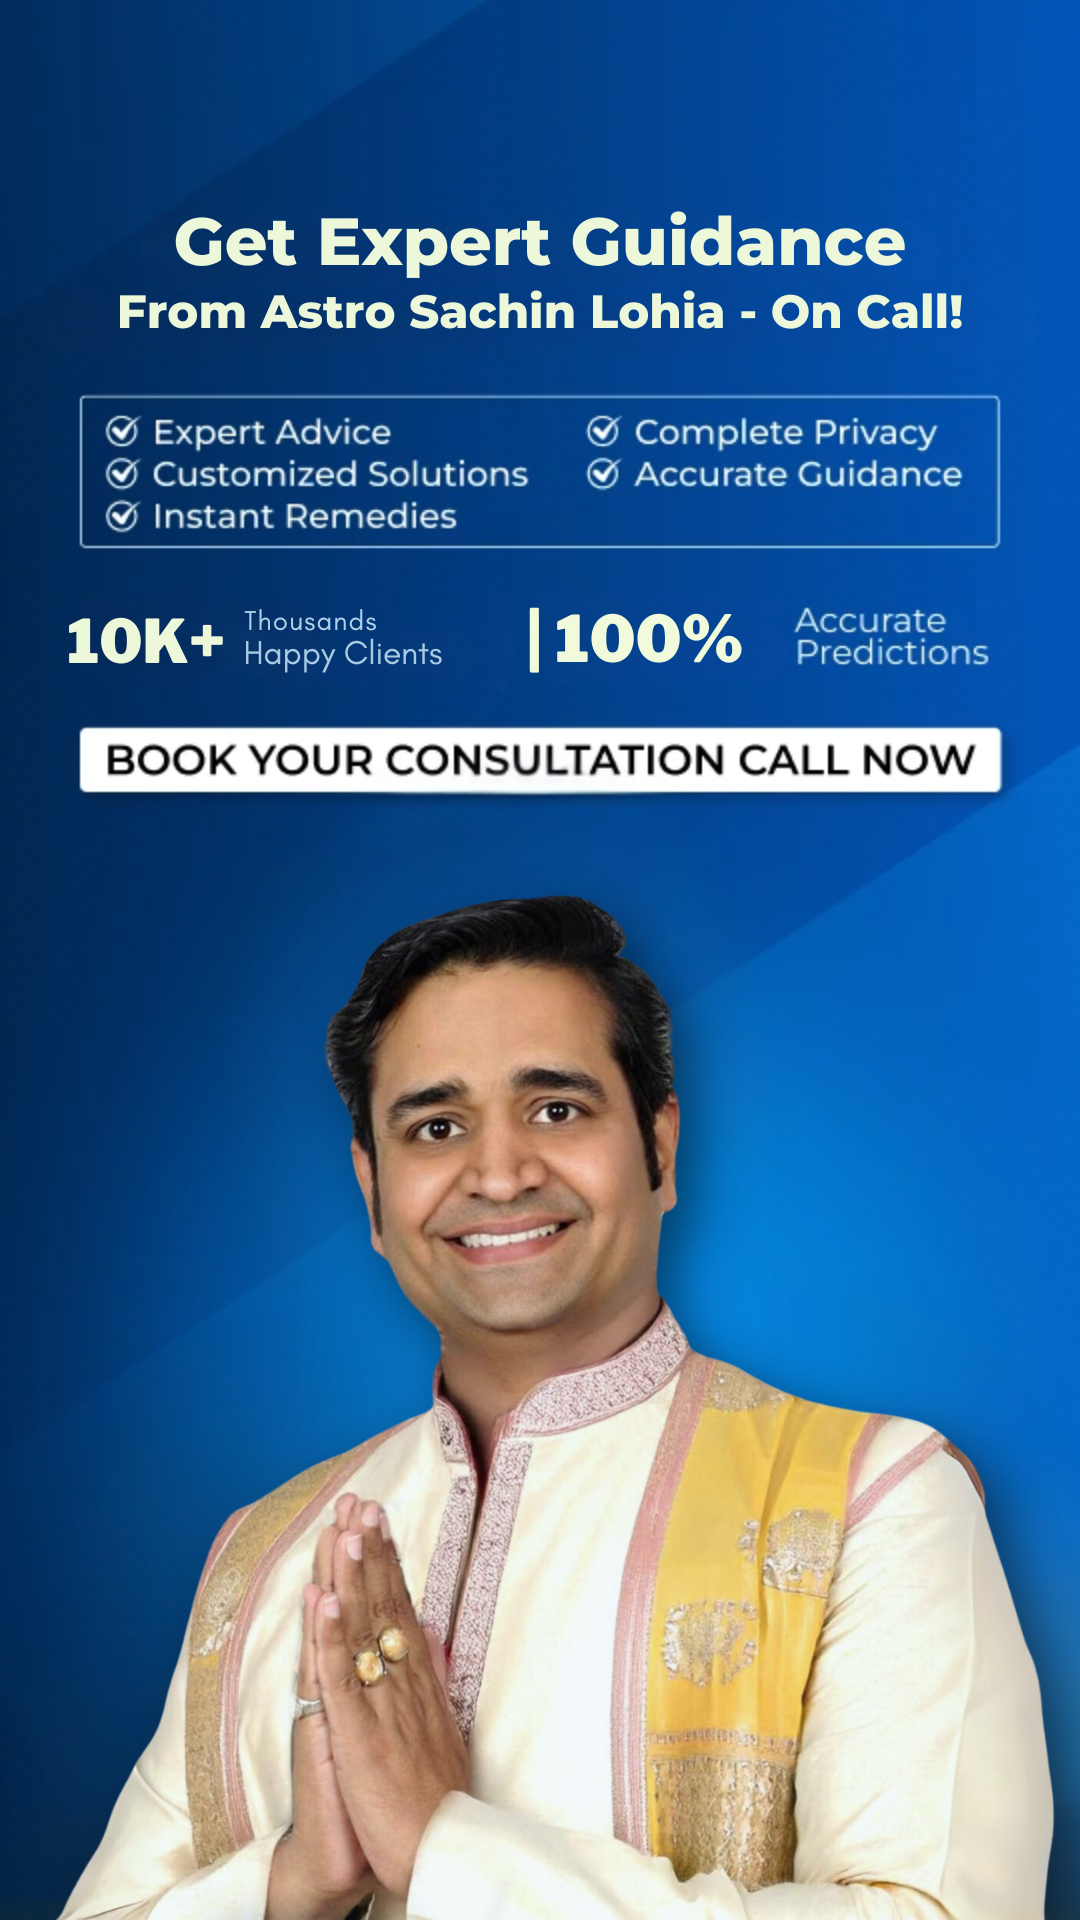 Get Expert Guidance
From Astro Sachin Lohia - On Call!
Expert Advice
Customized Solutions
Instant Remedies
Complete Privacy
Accurate Guidance
10K+
Thousands
Happy Clients
|100%
Accurate
Predictions
BOOK YOUR CONSULTATION CALL NOW